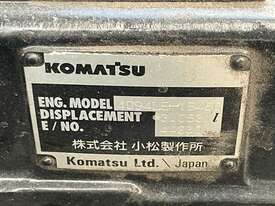 KOMATSU
ENG. MODEL
DISPLACEMENT l
E / NO.
株式会社 小松製作所
Komatsu Ltd. / Japan